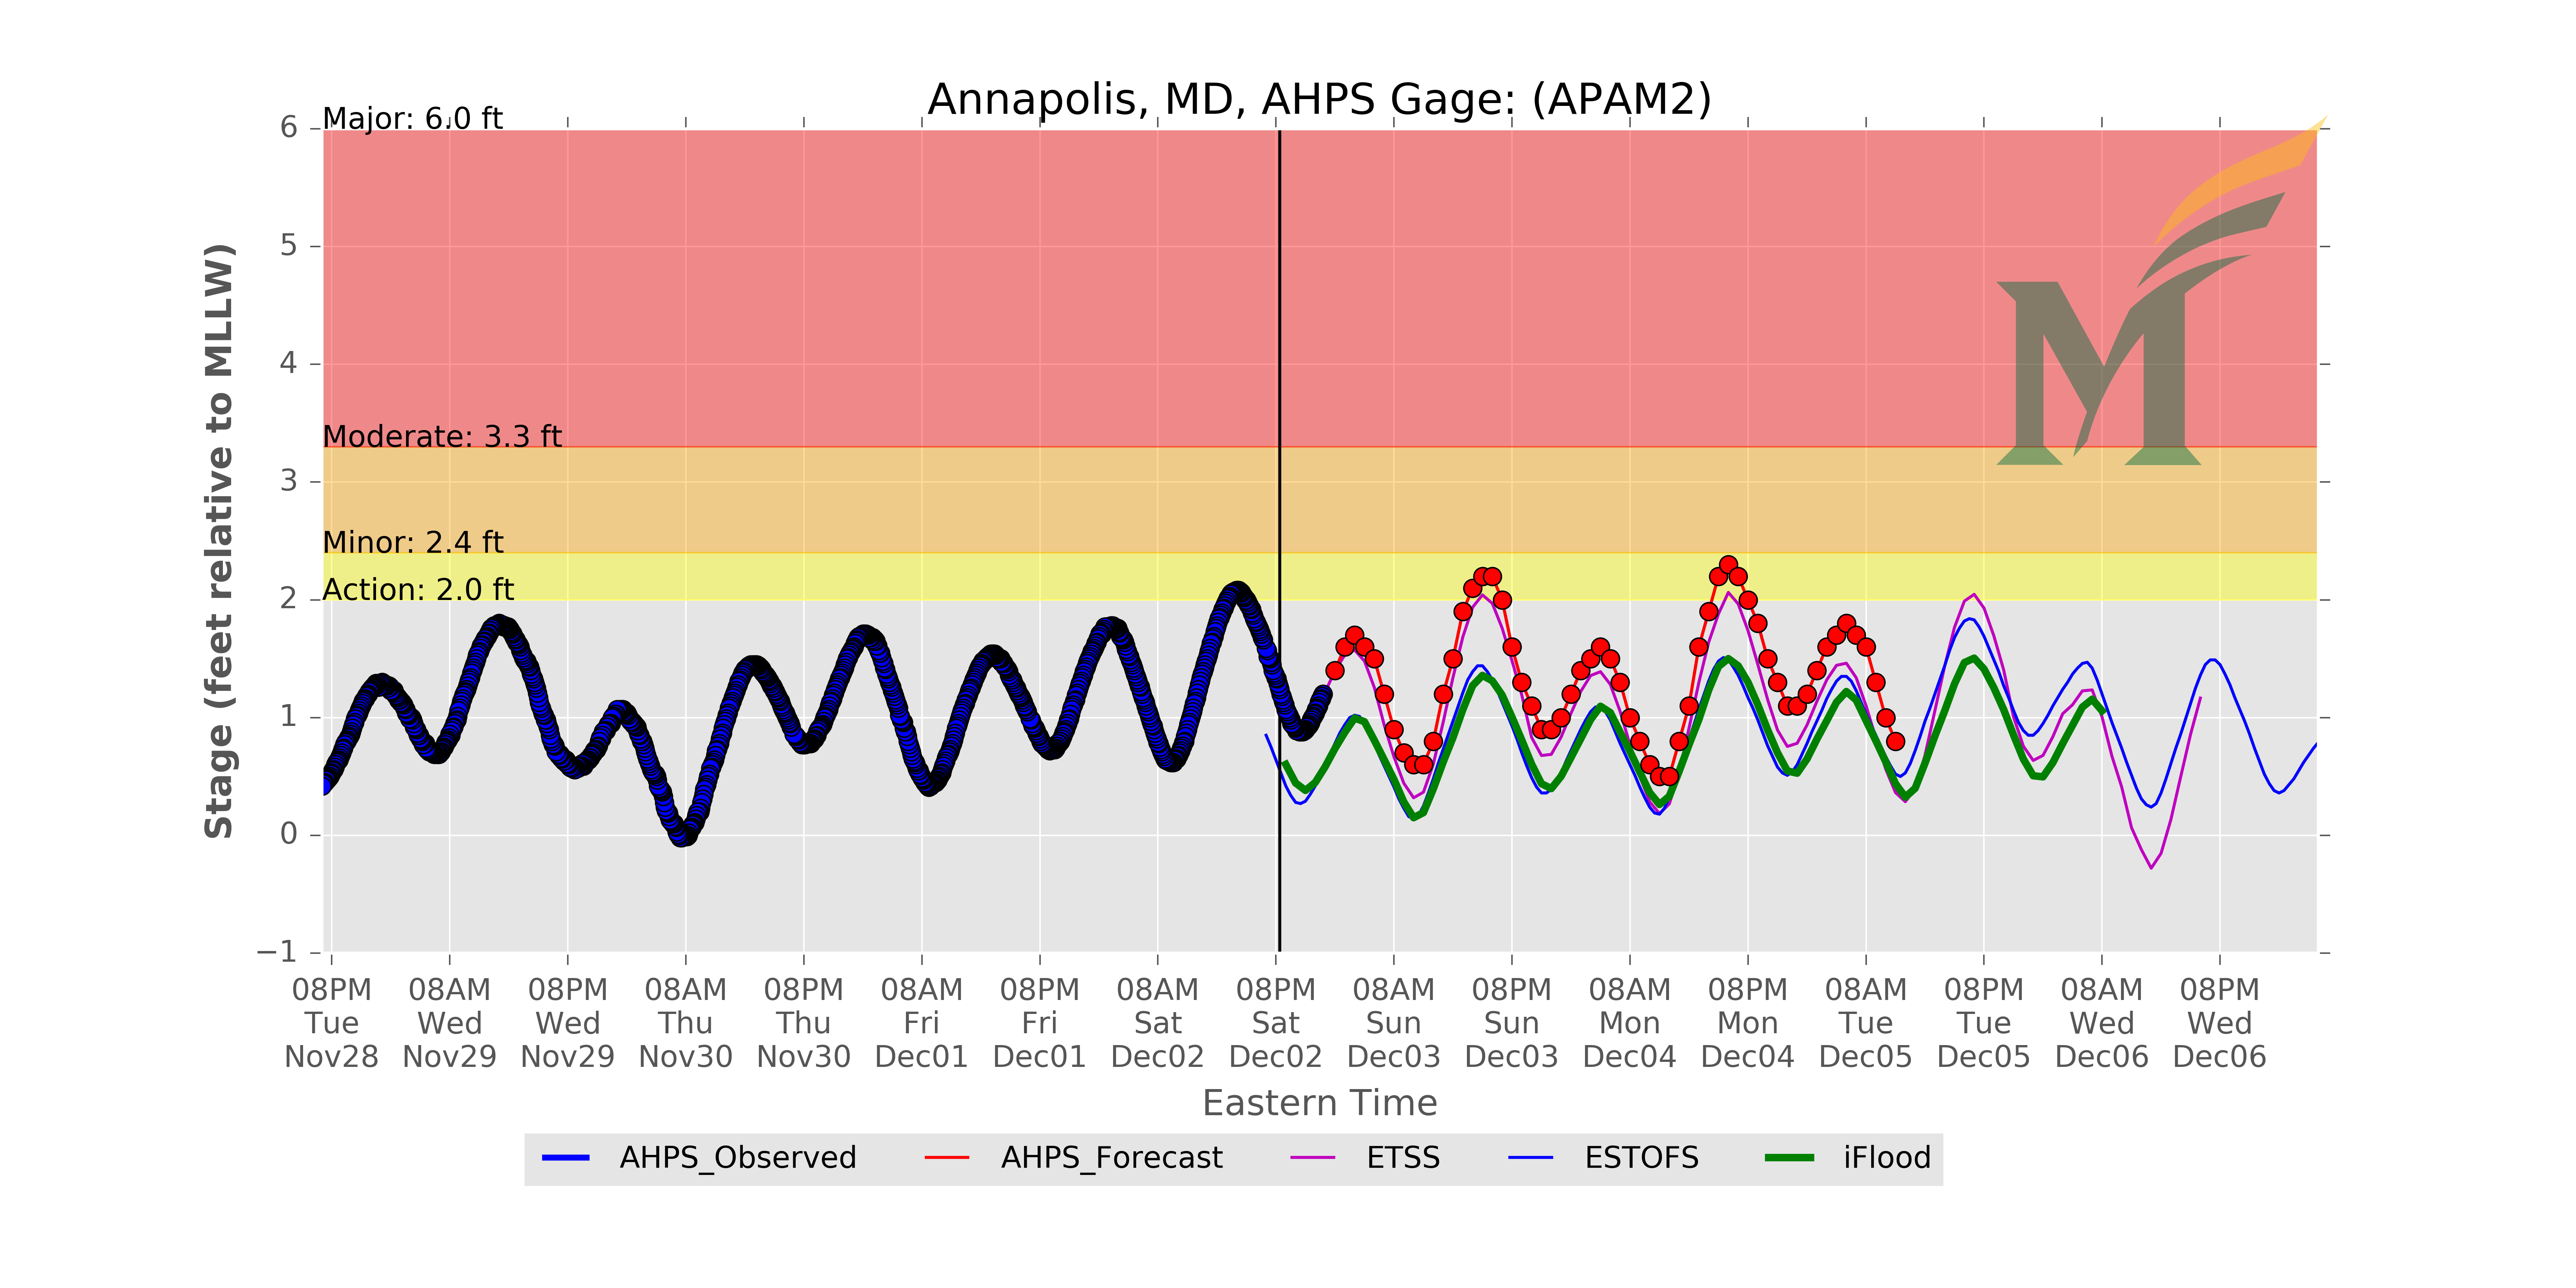 Annapolis, MD, AHPS Gage: (APAM2)
Major: 6.0 ft
Moderate: 3.3 ft
Minor: 2.4 ft
Action: 2.0 ft
6
5
4
3
2
1
0
−1
Stage (feet relative to MLLW)
08PM 08AM 08PM 08AM 08PM 08AM 08PM 08AM 08PM 08AM 08PM 08AM 08PM 08AM 08PM 08AM 08PM
Tue Wed Wed Thu Thu Fri Fri Sat Sat Sun Sun Mon Mon Tue Tue Wed Wed
Nov28 Nov29 Nov29 Nov30 Nov30 Dec01 Dec01 Dec02 Dec02 Dec03 Dec03 Dec04 Dec04 Dec05 Dec05 Dec06 Dec06
Eastern Time
AHPS_Observed AHPS_Forecast ETSS ESTOFS iFlood
M